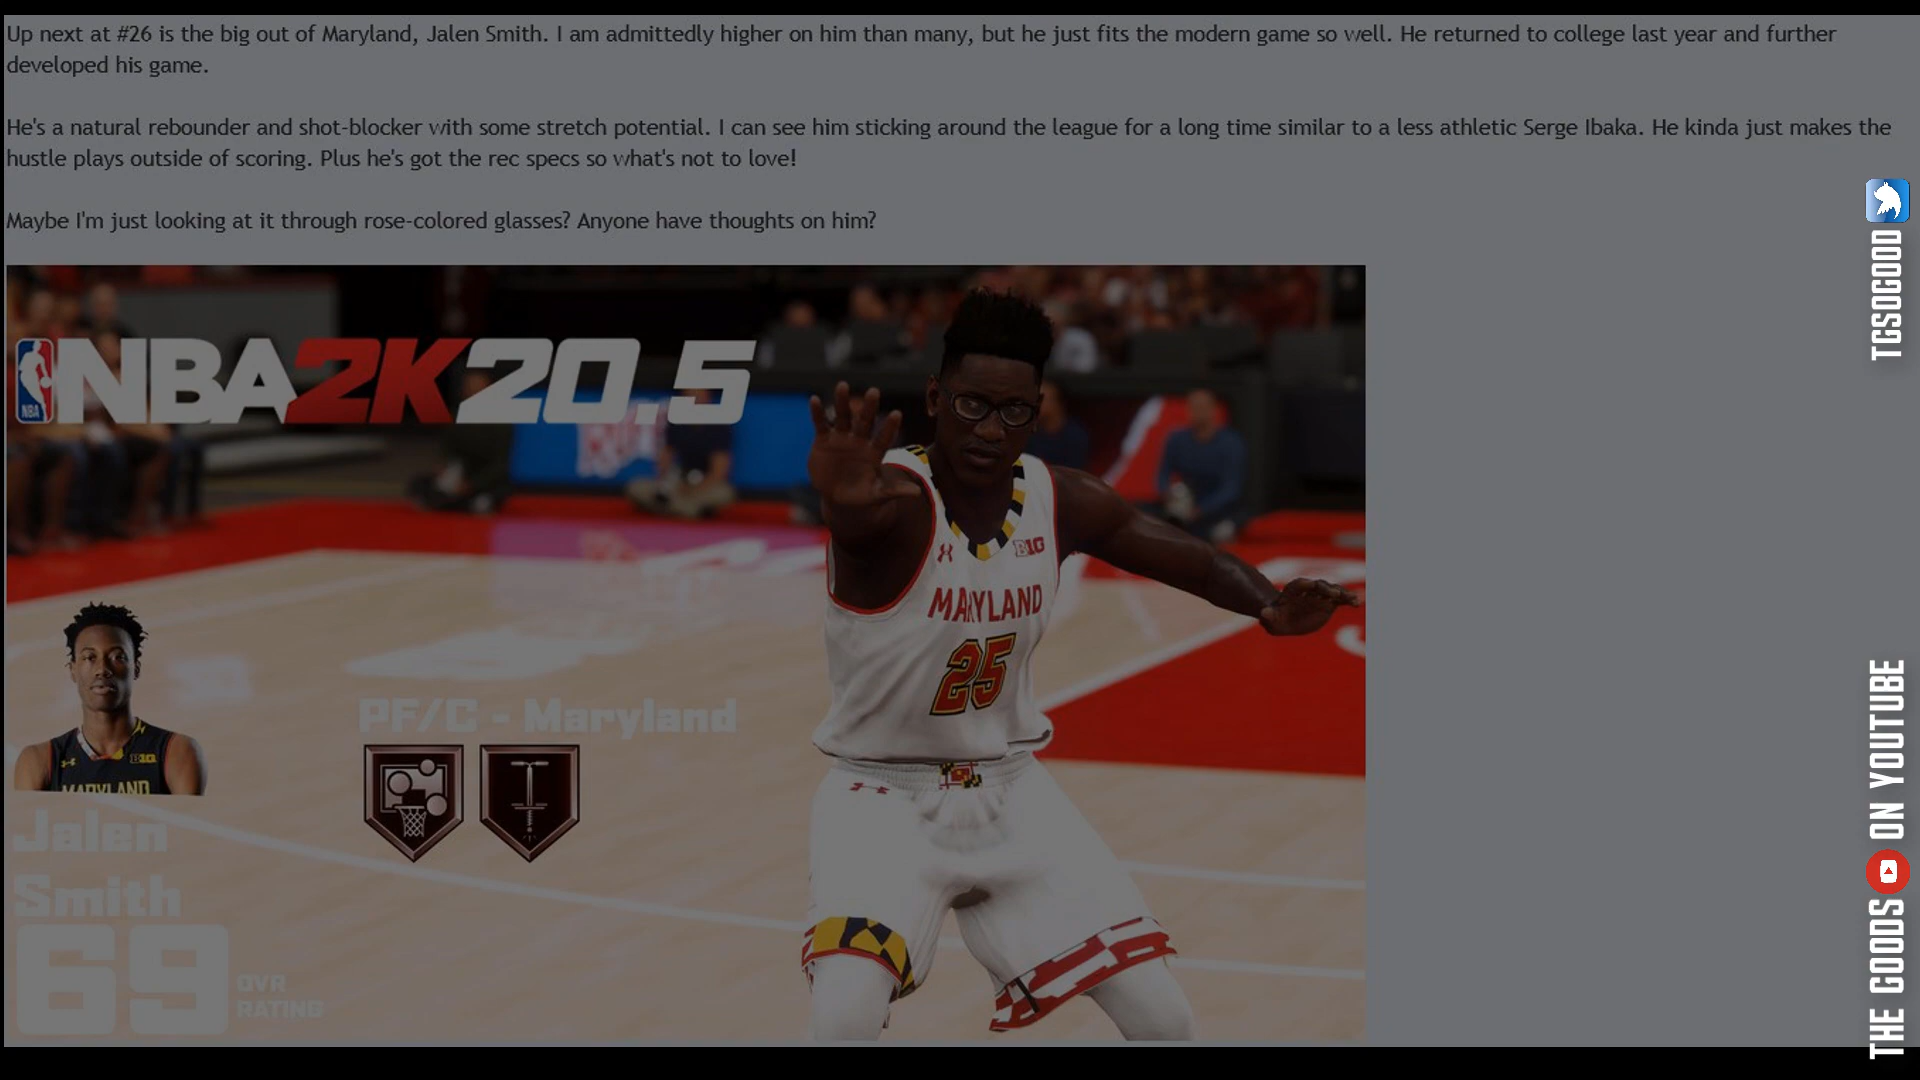 Up next at #26 is the big out of Maryland, Jalen Smith. I am admittedly higher on him than many, but he just fits the modern game so well. He returned to college last year and further
developed his game.
He's a natural rebounder and shot-blocker with some stretch potential. I can see him sticking around the league for a long time similar to a less athletic Serge Ibaka. He kinda just makes the
hustle plays outside of scoring. Plus he's got the rec specs so what's not to love!
Maybe I'm just looking at it through rose-colored glasses? Anyone have thoughts on him?
NBA
NBA2K20.5
B1G
MARYLAND
25
PF/C - Maryland
B1G
MARYLAND
Jalen
Smith
69
OVR
RATING
TGSOGOOD
THE GOODS ON YOUTUBE